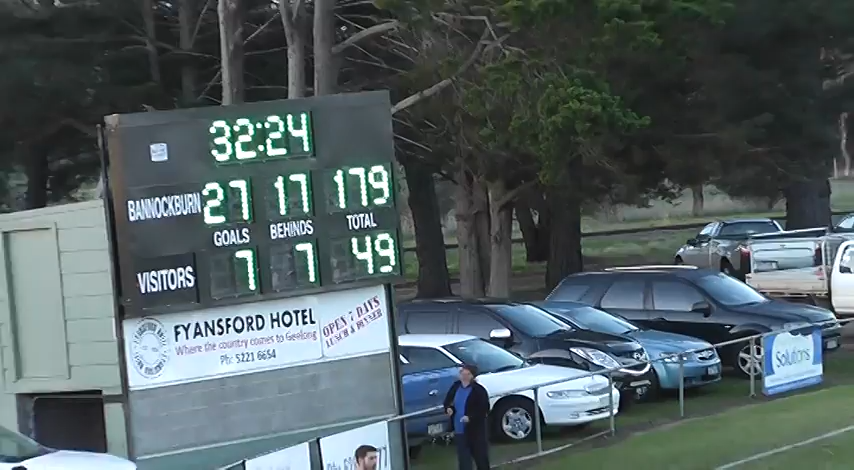 32:24
BANNOCKBURN 27 17 179
GOALS BEHINDS TOTAL
VISITORS 7 7 49
FYANSFORD HOTEL
Where the country comes to Geelong
Ph: 5221 6654
OPEN 7 DAYS
LUNCH & DINNER
Solutions